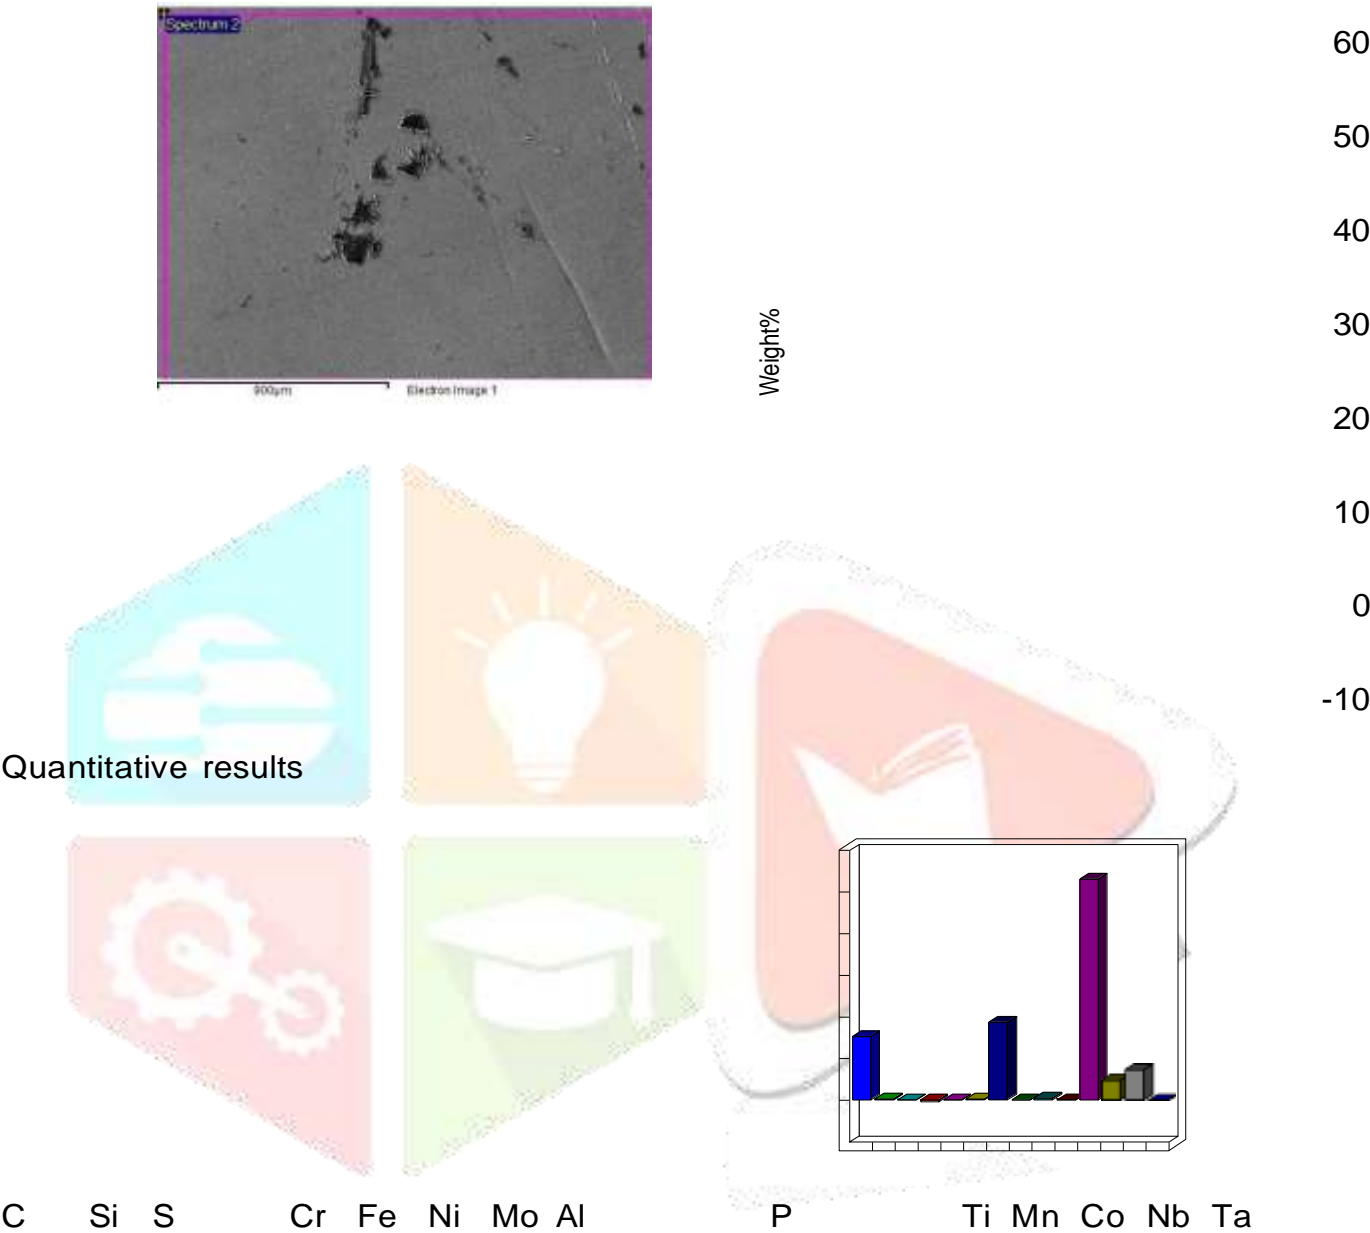 Spectrum 2
900µm
Electron Image 1
Weight%
60
50
40
30
20
10
0
-10
Quantitative results
C Si S Cr Fe Ni Mo Al P Ti Mn Co Nb Ta